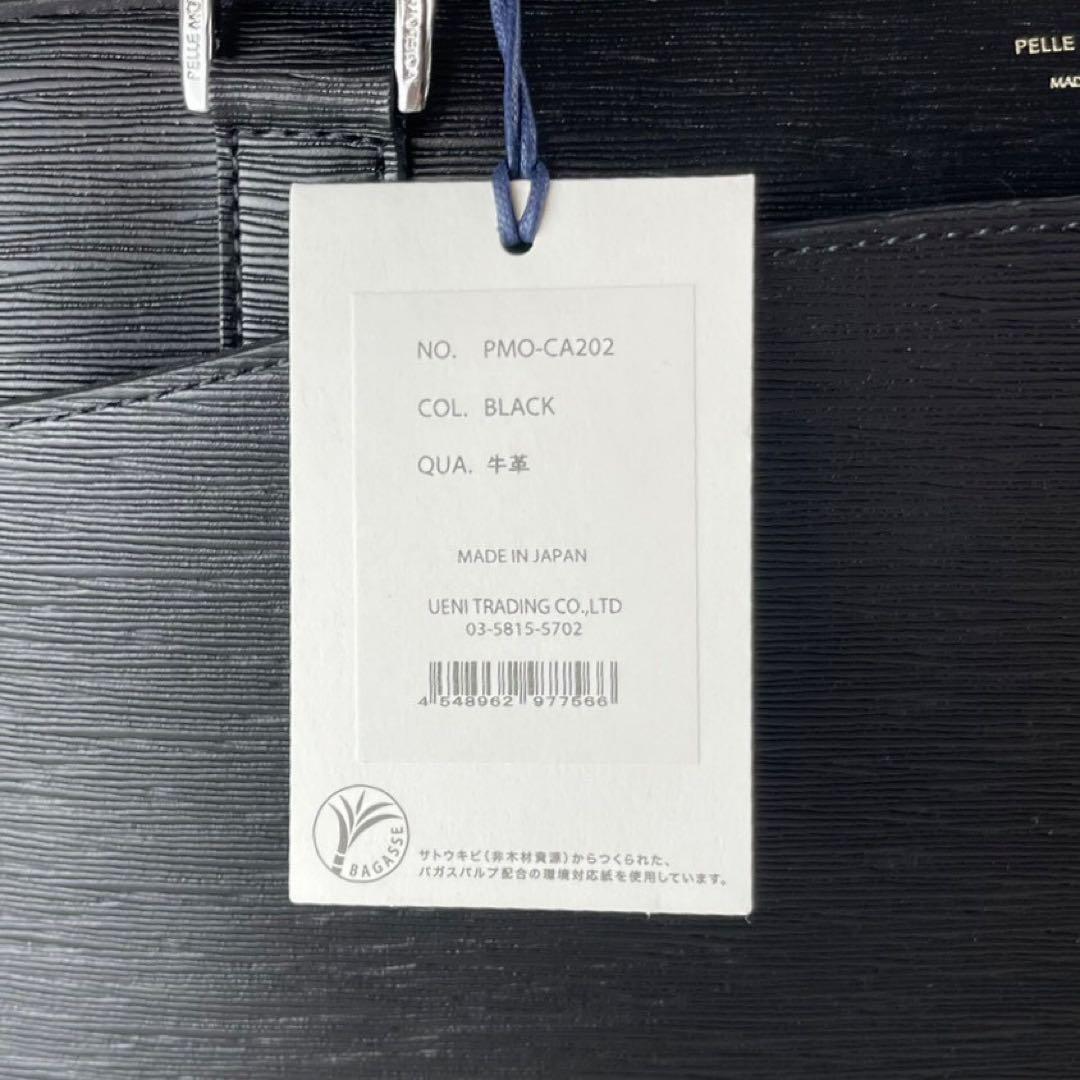 PELLE MO
PELLE
MAD
NO. PMO-CA202
COL. BLACK
QUA. 牛革
MADE IN JAPAN
UENI TRADING CO.,LTD
03-5815-5702
4 548962 977566
BAGASSE
サトウキビ(非木材資源)からつくられた、
バガスパルプ配合の環境対応紙を使用しています。